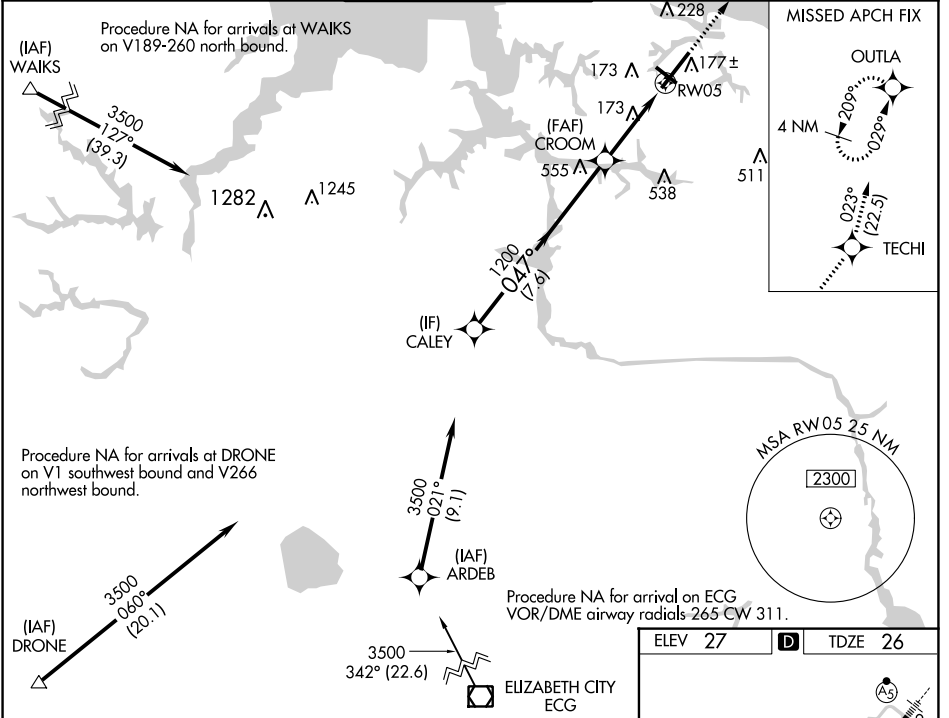 Procedure NA for arrivals at WAIKS
on V189-260 north bound.
(IAF)
WAIKS
3500
127°
(39.3)
1282
1245
228
173
177±
RW05
173
(FAF)
CROOM
555
538
511
1200
047°
(7.6)
(IF)
CALEY
MISSED APCH FIX
OUTLA
4 NM
209°
029°
023°
(22.5)
TECHI
Procedure NA for arrivals at DRONE
on V1 southwest bound and V266
northwest bound.
3500
060°
(20.1)
(IAF)
DRONE
3500
021°
(9.1)
(IAF)
ARDEB
MSA RW05 25 NM
2300
Procedure NA for arrival on ECG
VOR/DME airway radials 265 CW 311.
3500
342° (22.6)
ELIZABETH CITY
ECG
ELEV 27 D TDZE 26
A5